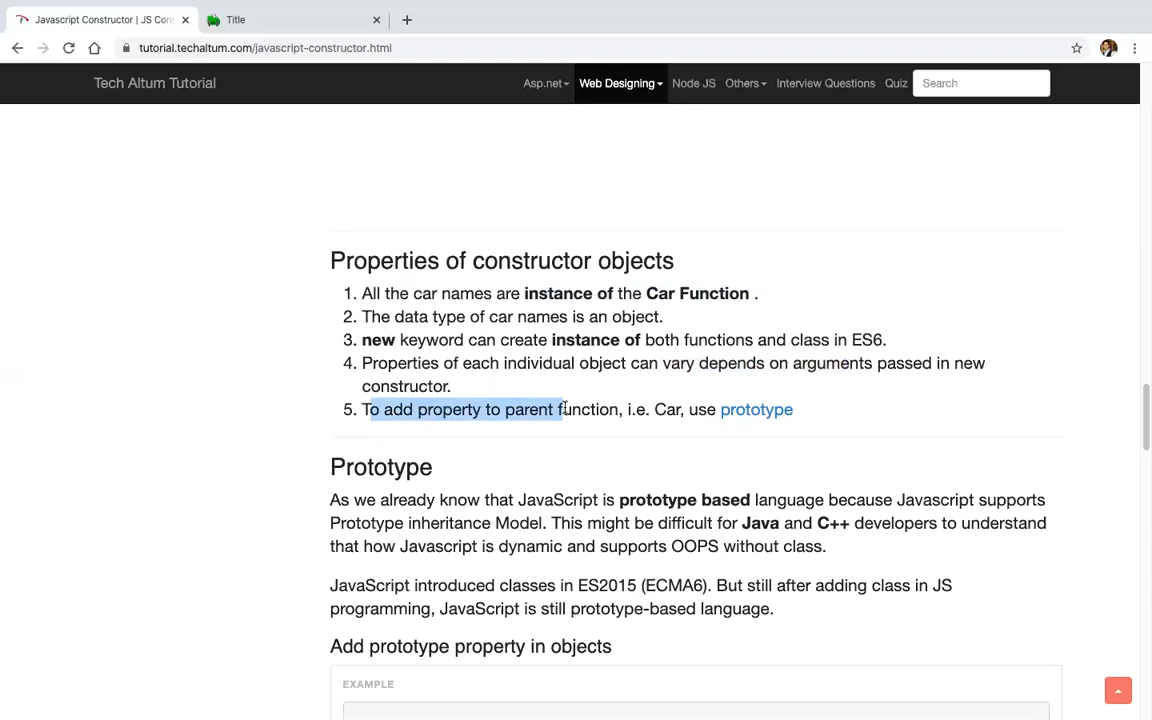 Javascript Constructor | JS Con
Title
tutorial.techaltum.com/javascript-constructor.html
Tech Altum Tutorial
Asp.net
Web Designing
Node JS
Others
Interview Questions
Quiz
Search
Properties of constructor objects
1. All the car names are instance of the Car Function .
2. The data type of car names is an object.
3. new keyword can create instance of both functions and class in ES6.
4. Properties of each individual object can vary depends on arguments passed in new
constructor.
5. To add property to parent function, i.e. Car, use prototype
Prototype
As we already know that JavaScript is prototype based language because Javascript supports
Prototype inheritance Model. This might be difficult for Java and C++ developers to understand
that how Javascript is dynamic and supports OOPS without class.
JavaScript introduced classes in ES2015 (ECMA6). But still after adding class in JS
programming, JavaScript is still prototype-based language.
Add prototype property in objects
EXAMPLE